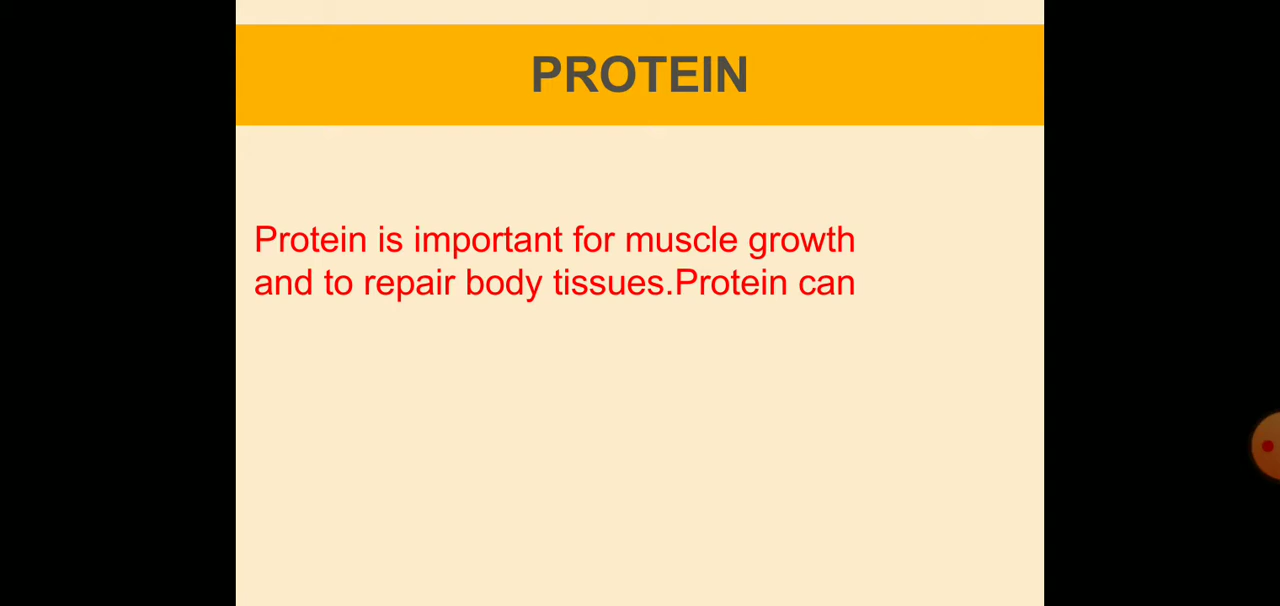 PROTEIN
Protein is important for muscle growth
and to repair body tissues.Protein can